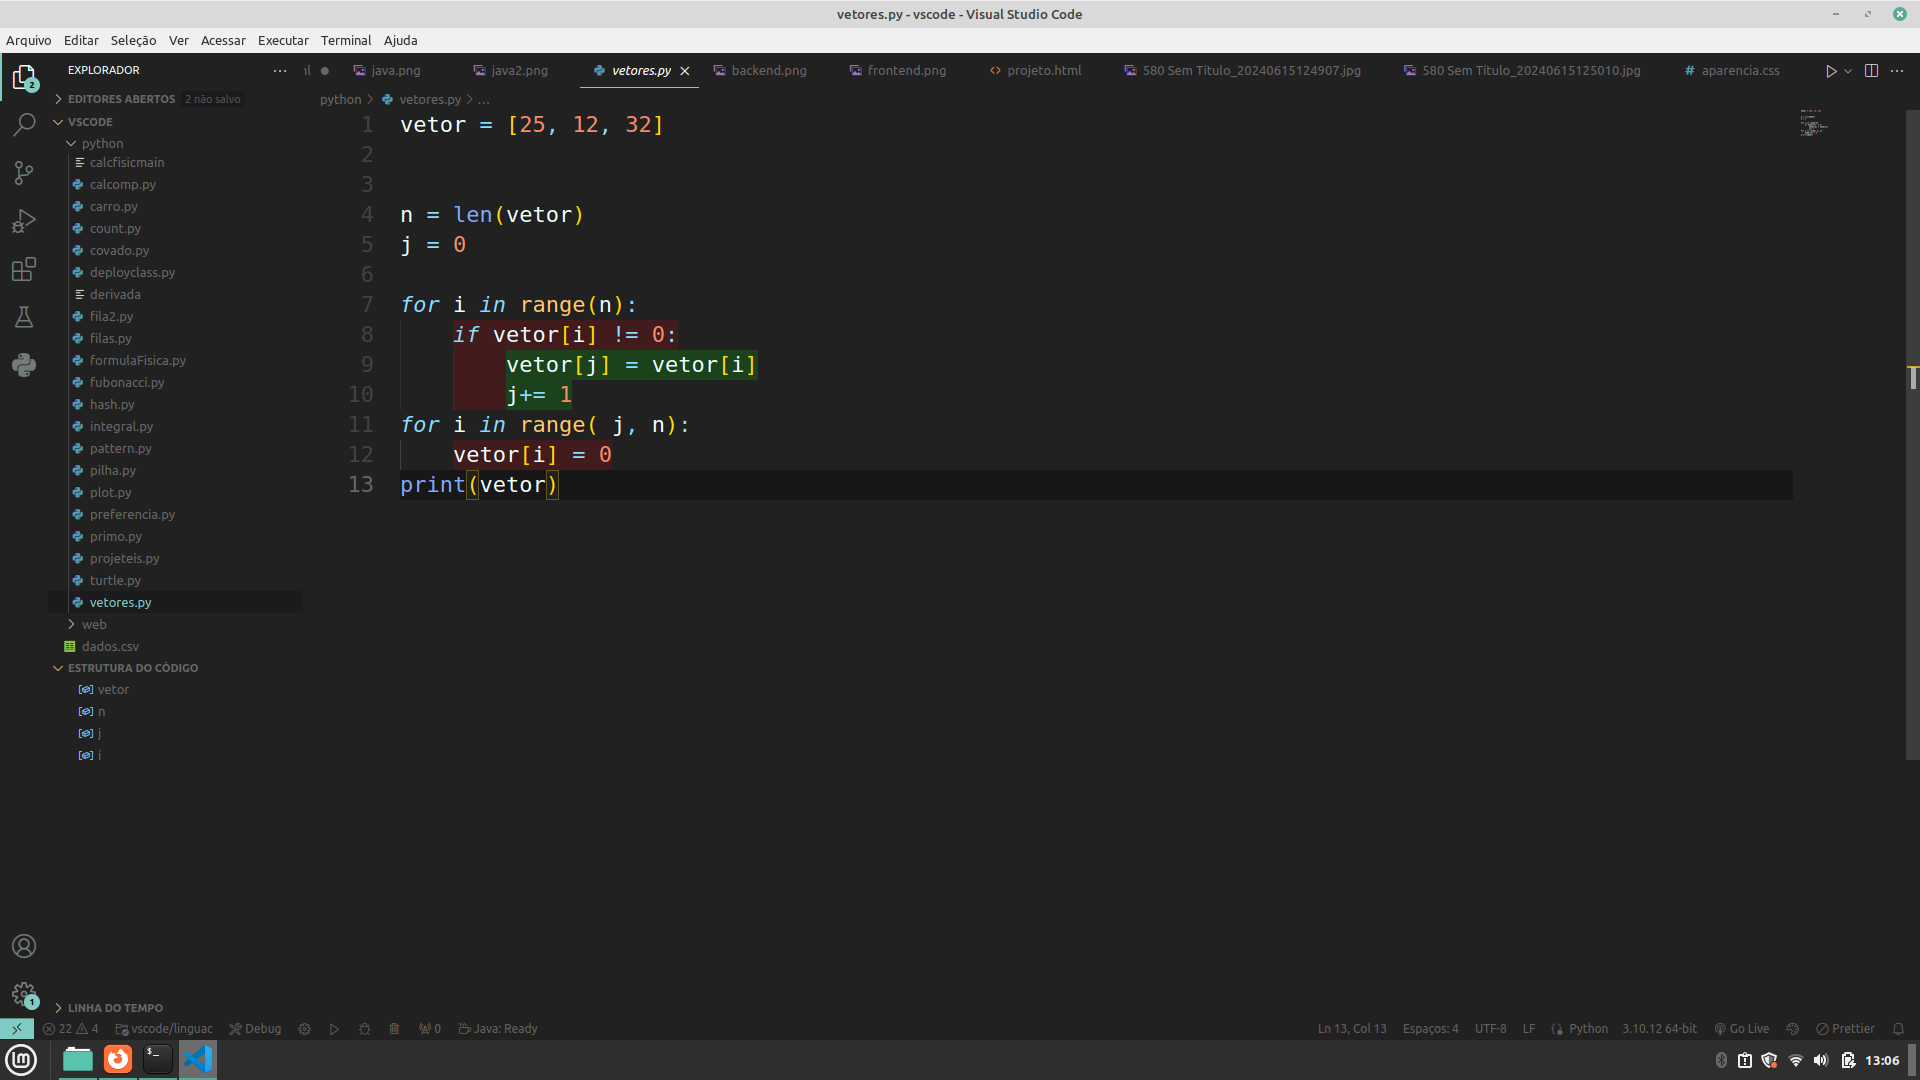 vetores.py - vscode - Visual Studio Code
Arquivo Editar Seleção Ver Acessar Executar Terminal Ajuda
EXPLORADOR
java.png java2.png vetores.py backend.png frontend.png projeto.html 580 Sem Título_20240615124907.jpg 580 Sem Título_20240615125010.jpg # aparencia.css
EDITORES ABERTOS 2 não salvo
python > vetores.py > ...
VSCODE
python
calcfisicmain
calcomp.py
carro.py
count.py
covado.py
deployclass.py
derivada
fila2.py
filas.py
formulaFisica.py
fubonacci.py
hash.py
integral.py
pattern.py
pilha.py
plot.py
preferencia.py
primo.py
projeteis.py
turtle.py
vetores.py
web
dados.csv
ESTRUTURA DO CÓDIGO
vetor
n
j
i
LINHA DO TEMPO
1 vetor = [25, 12, 32]
2
3
4 n = len(vetor)
5 j = 0
6
7 for i in range(n):
8 if vetor[i] != 0:
9 vetor[j] = vetor[i]
10 j+= 1
11 for i in range( j, n):
12 vetor[i] = 0
13 print(vetor)
22 4 vscode/linguac Debug 0 Java: Ready Ln 13, Col 13 Espaços: 4 UTF-8 LF Python 3.10.12 64-bit Go Live Prettier
13:06